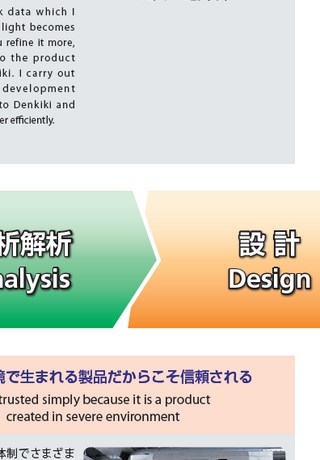 data which I
light becomes
refine it more,
o the product
ki. I carry out
development
to Denkiki and
er efficiently.
析解析
alysis
設計
Design
で生まれる製品だからこそ信頼される
trusted simply because it is a product
created in severe environment
体制でさまざま